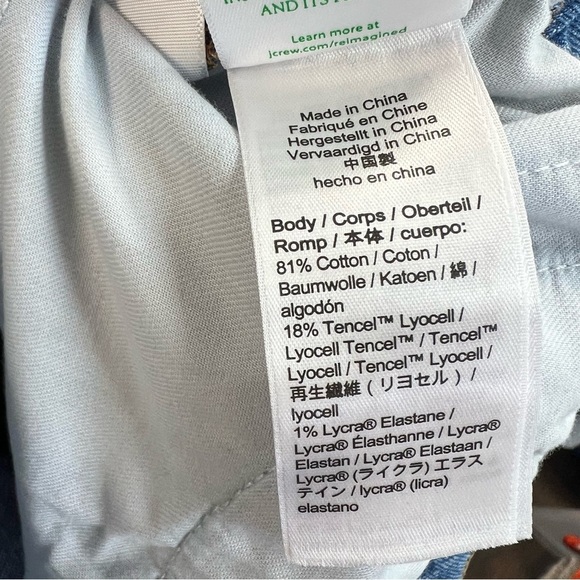 AND ITS
Learn more at
jcrew.com/reimagined
Made in China
Fabriqué en Chine
Hergestellt in China
Vervaardigd in China
中国製
hecho en china
Body / Corps / Oberteil /
Romp / 本体 / cuerpo:
81% Cotton / Coton /
Baumwolle / Katoen / 綿 /
algodón
18% Tencel™ Lyocell /
Lyocell Tencel™ / Tencel™
Lyocell / Tencel™ Lyocell /
再生繊維 ( リヨセル ) /
lyocell
1% Lycra® Elastane /
Lycra® Élasthanne / Lycra®
Elastan / Lycra® Elastaan /
Lycra® (ライクラ) エラス
テイン / lycra® (licra)
elastano